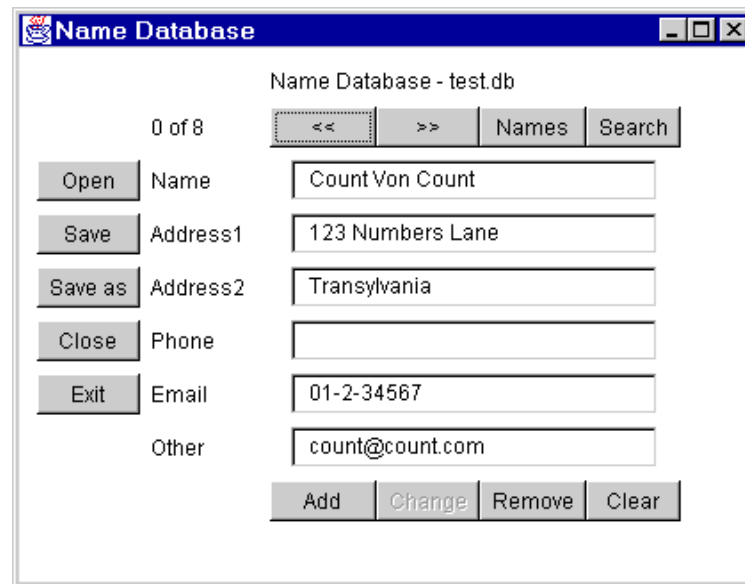 Name Database
Name Database - test.db
0 of 8 << >> Names Search
Open Name Count Von Count
Save Address1 123 Numbers Lane
Save as Address2 Transylvania
Close Phone
Exit Email 01-2-34567
Other count@count.com
Add Change Remove Clear